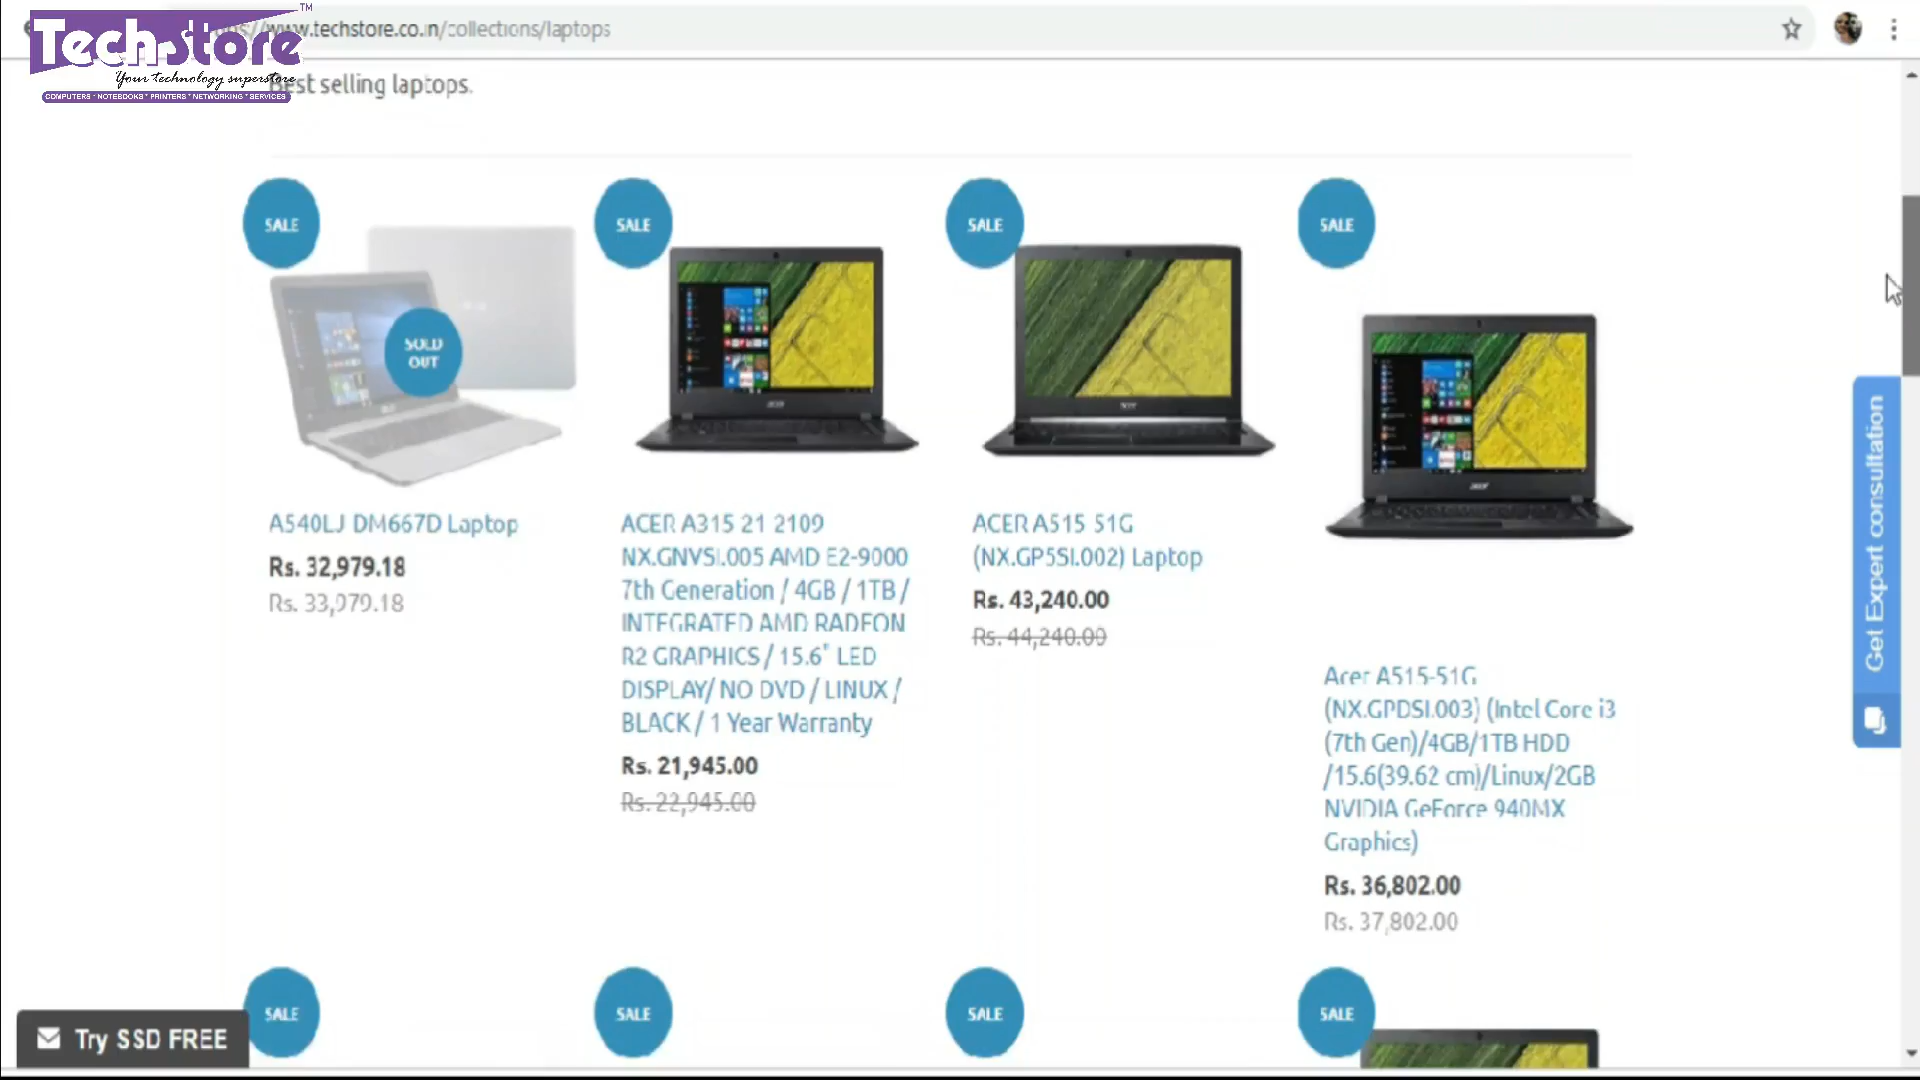 TM
Techstore
Your technology superstore
COMPUTERS • NOTEBOOKS • PRINTERS • NETWORKING • SERVICES
www.techstore.co.in/collections/laptops
Best selling laptops.
SALE
SALE
SALE
SALE
SOLD
OUT
A540LJ DM667D Laptop
Rs. 32,979.18
Rs. 33,979.18
ACER A315 21 2109
NX.GNVSI.005 AMD E2-9000
7th Generation / 4GB / 1TB /
INTEGRATED AMD RADEON
R2 GRAPHICS / 15.6" LED
DISPLAY/ NO DVD / LINUX /
BLACK / 1 Year Warranty
Rs. 21,945.00
Rs. 22,945.00
ACER A515 51G
(NX.GP5SI.002) Laptop
Rs. 43,240.00
Rs. 44,240.00
Acer A515-51G
(NX.GPDSI.003) (Intel Core i3
(7th Gen)/4GB/1TB HDD
/15.6(39.62 cm)/Linux/2GB
NVIDIA GeForce 940MX
Graphics)
Rs. 36,802.00
Rs. 37,802.00
Get Expert consultation
SALE
SALE
SALE
SALE
Try SSD FREE